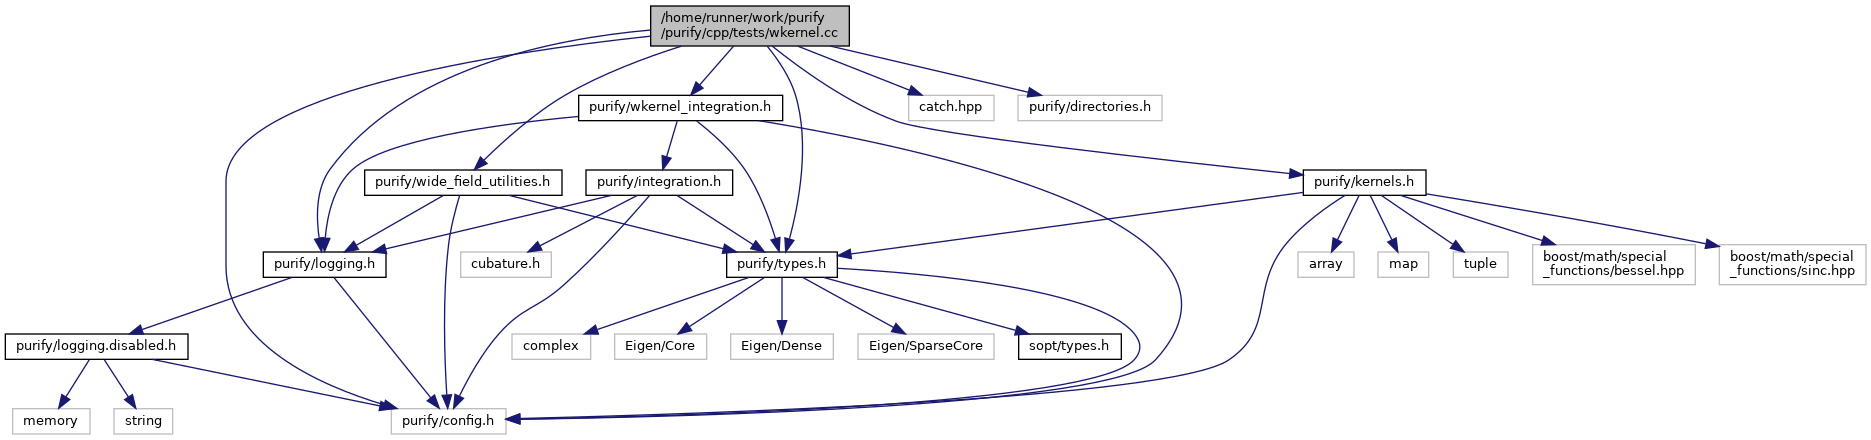 /home/runner/work/purify
/purify/cpp/tests/wkernel.cc
purify/wkernel_integration.h
catch.hpp
purify/directories.h
purify/wide_field_utilities.h
purify/integration.h
purify/kernels.h
purify/logging.h
cubature.h
purify/types.h
array
map
tuple
boost/math/special
_functions/bessel.hpp
boost/math/special
_functions/sinc.hpp
purify/logging.disabled.h
complex
Eigen/Core
Eigen/Dense
Eigen/SparseCore
sopt/types.h
memory
string
purify/config.h